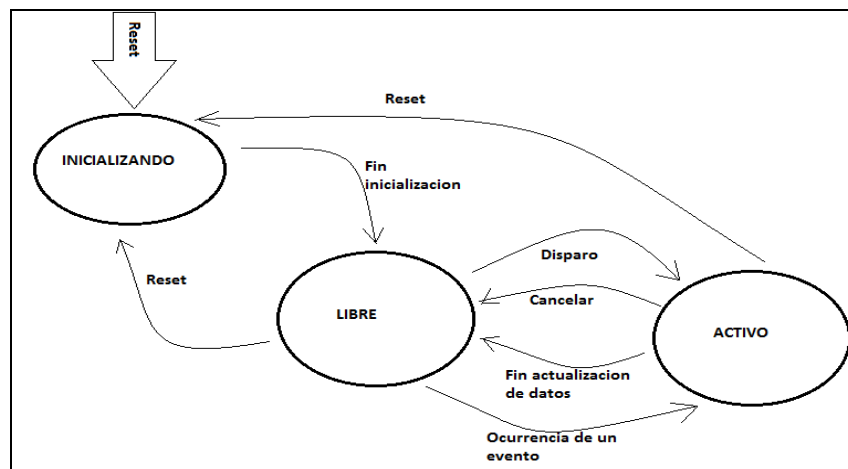 Reset
Reset
INICIALIZANDO
Fin
inicializacion
Disparo
Reset
Cancelar
LIBRE
ACTIVO
Fin actualizacion
de datos
Ocurrencia de un
evento